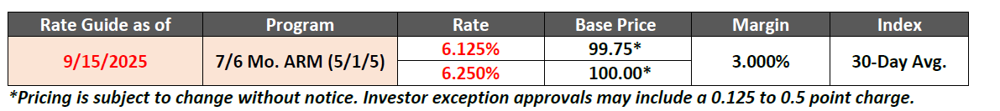 Rate Guide as of Program Rate Base Price Margin Index
9/15/2025 7/6 Mo. ARM (5/1/5) 6.125% 99.75* 3.000% 30-Day Avg.
6.250% 100.00*
*Pricing is subject to change without notice. Investor exception approvals may include a 0.125 to 0.5 point charge.